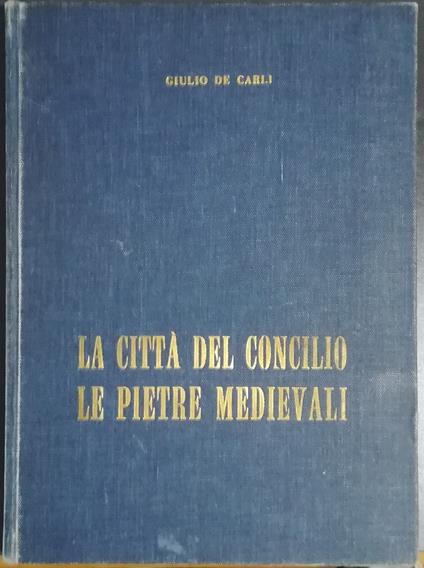 GIULIO DE CARLI
LA CITTÀ DEL CONCILIO
LE PIETRE MEDIEVALI